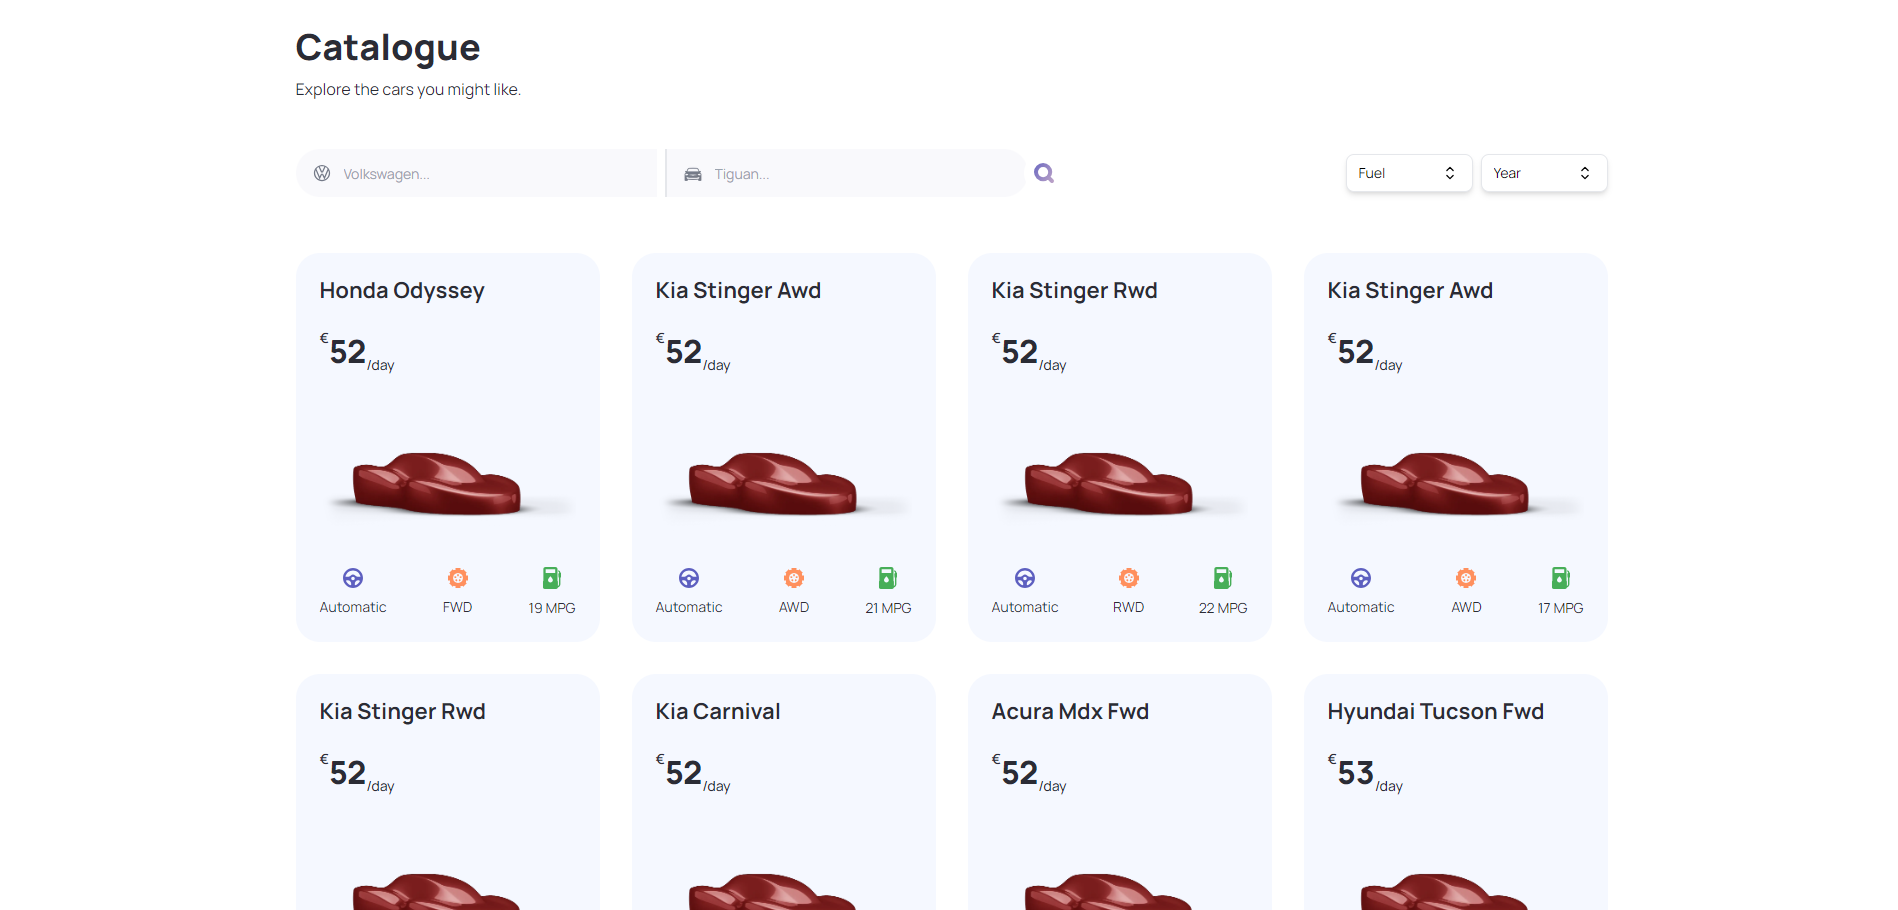 Catalogue
Explore the cars you might like.
Volkswagen... Tiguan... Fuel Year
Honda Odyssey Kia Stinger Awd Kia Stinger Rwd Kia Stinger Awd
€52/day €52/day €52/day €52/day
Automatic FWD 19 MPG Automatic AWD 21 MPG Automatic RWD 22 MPG Automatic AWD 17 MPG
Kia Stinger Rwd Kia Carnival Acura Mdx Fwd Hyundai Tucson Fwd
€52/day €52/day €52/day €53/day